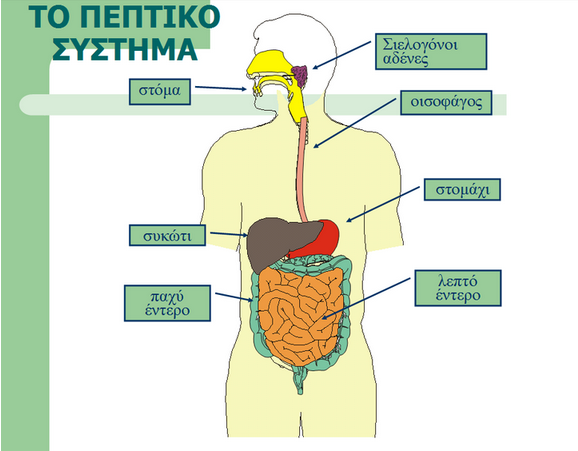 ΤΟ ΠΕΠΤΙΚΟ
ΣΥΣΤΗΜΑ
Σιελογόνοι
αδένες
στόμα
οισοφάγος
στομάχι
συκώτι
παχύ
έντερο
λεπτό
έντερο